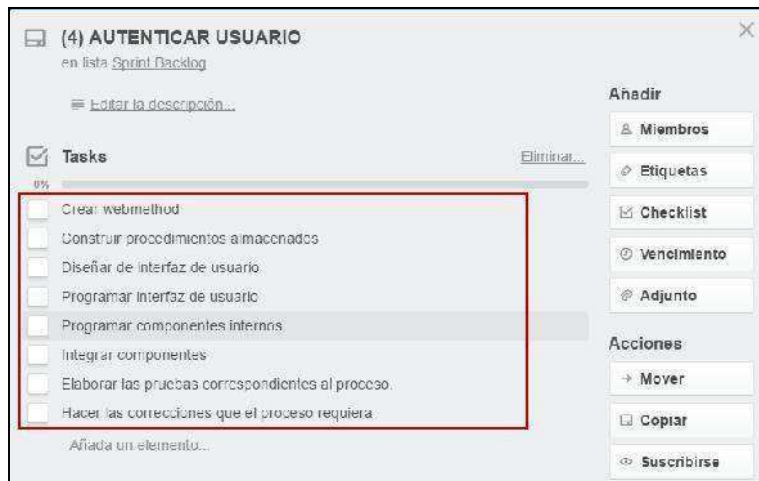 (4) AUTENTICAR USUARIO
en lista Sprint Backlog
Editar la descripción...
Tasks
Eliminar...
0%
Crear webmethod
Construir procedimientos almacenados
Diseñar de interfaz de usuario
Programar interfaz de usuario
Programar componentes internos
Integrar componentes
Elaborar las pruebas correspondientes al proceso.
Hacer las correcciones que el proceso requiera
Añada un elemento...
Añadir
Miembros
Etiquetas
Checklist
Vencimiento
Adjunto
Acciones
Mover
Copiar
Suscribirse